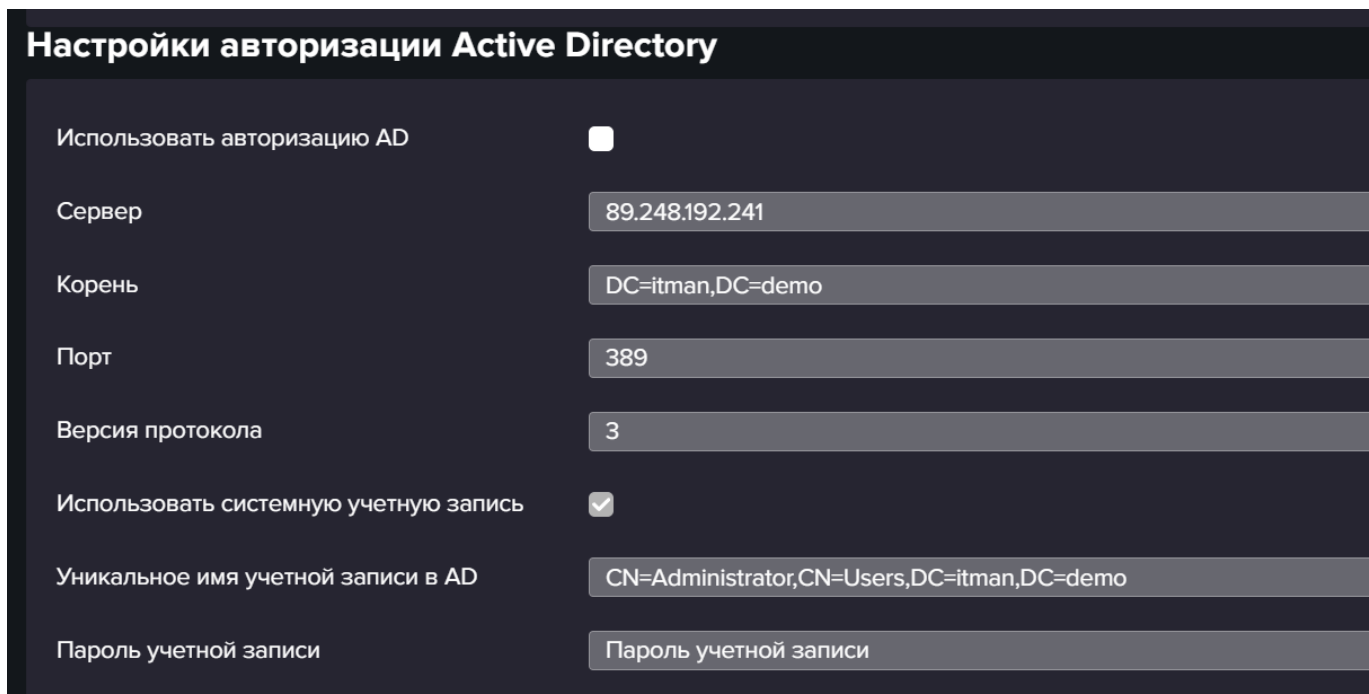 Настройки авторизации Active Directory
Использовать авторизацию AD
Сервер 89.248.192.241
Корень DC=itman,DC=demo
Порт 389
Версия протокола 3
Использовать системную учетную запись
Уникальное имя учетной записи в AD CN=Administrator,CN=Users,DC=itman,DC=demo
Пароль учетной записи Пароль учетной записи